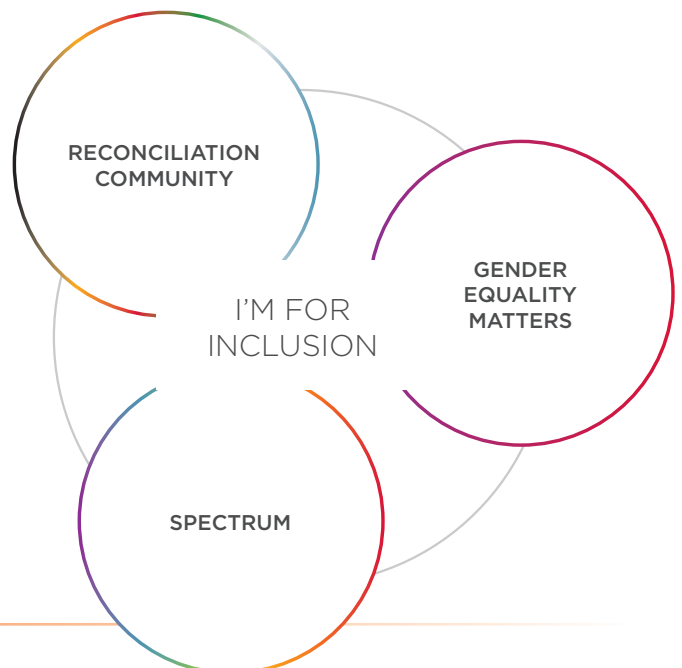 RECONCILIATION
COMMUNITY
GENDER
EQUALITY
MATTERS
I'M FOR
INCLUSION
SPECTRUM